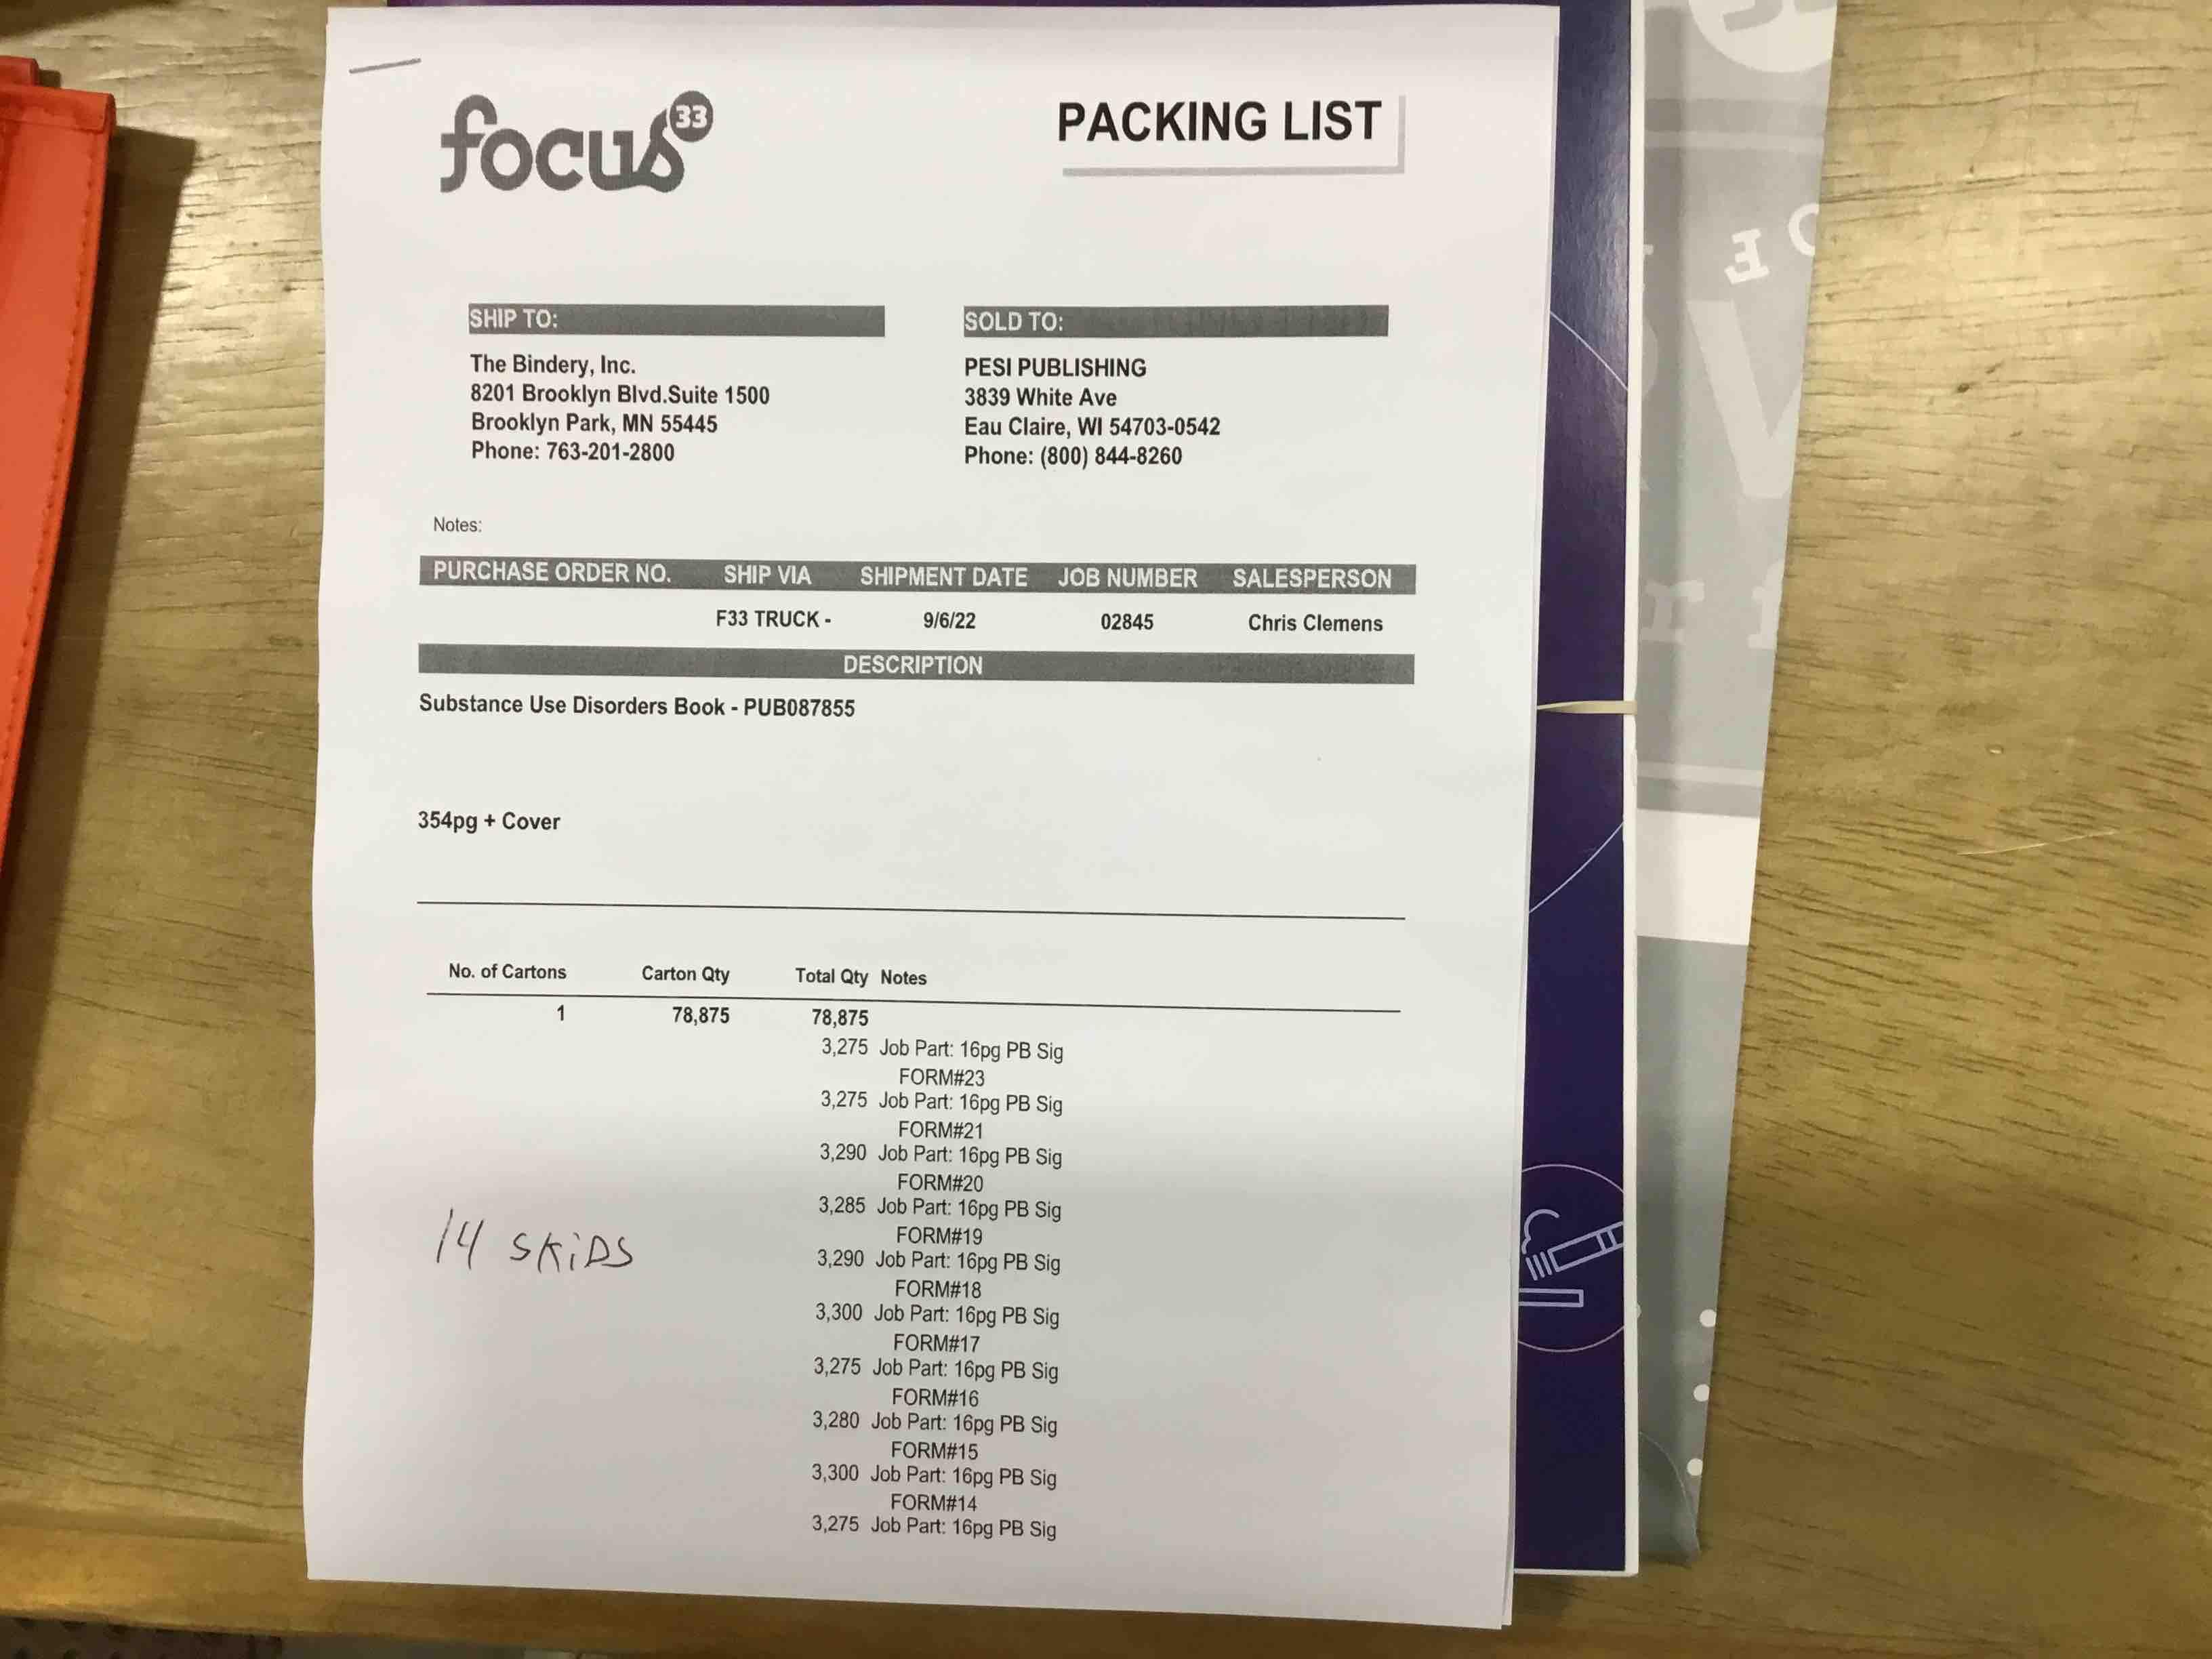 focus33
PACKING LIST
SHIP TO:
The Bindery, Inc.
8201 Brooklyn Blvd.Suite 1500
Brooklyn Park, MN 55445
Phone: 763-201-2800
SOLD TO:
PESI PUBLISHING
3839 White Ave
Eau Claire, WI 54703-0542
Phone: (800) 844-8260
Notes:
PURCHASE ORDER NO. SHIP VIA SHIPMENT DATE JOB NUMBER SALESPERSON
F33 TRUCK - 9/6/22 02845 Chris Clemens
DESCRIPTION
Substance Use Disorders Book - PUB087855
354pg + Cover
No. of Cartons Carton Qty Total Qty Notes
1 78,875 78,875
3,275 Job Part: 16pg PB Sig
FORM#23
3,275 Job Part: 16pg PB Sig
FORM#21
3,290 Job Part: 16pg PB Sig
FORM#20
3,285 Job Part: 16pg PB Sig
FORM#19
3,290 Job Part: 16pg PB Sig
FORM#18
3,300 Job Part: 16pg PB Sig
FORM#17
3,275 Job Part: 16pg PB Sig
FORM#16
3,280 Job Part: 16pg PB Sig
FORM#15
3,300 Job Part: 16pg PB Sig
FORM#14
3,275 Job Part: 16pg PB Sig
14 SKiDS